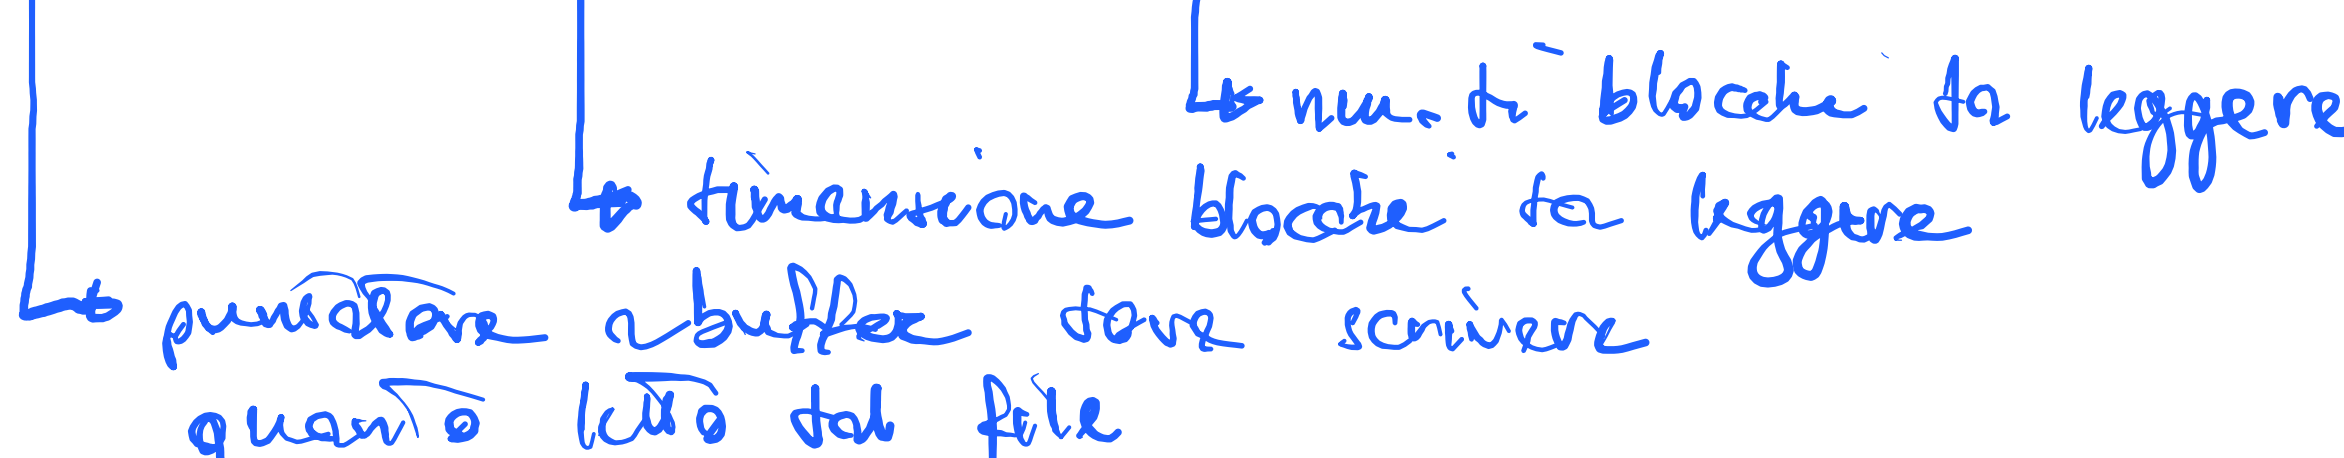 num. di blocchi da leggere
dimensione blocchi da leggere
puntatore a buffer dove scrivere
quanto letto dal file